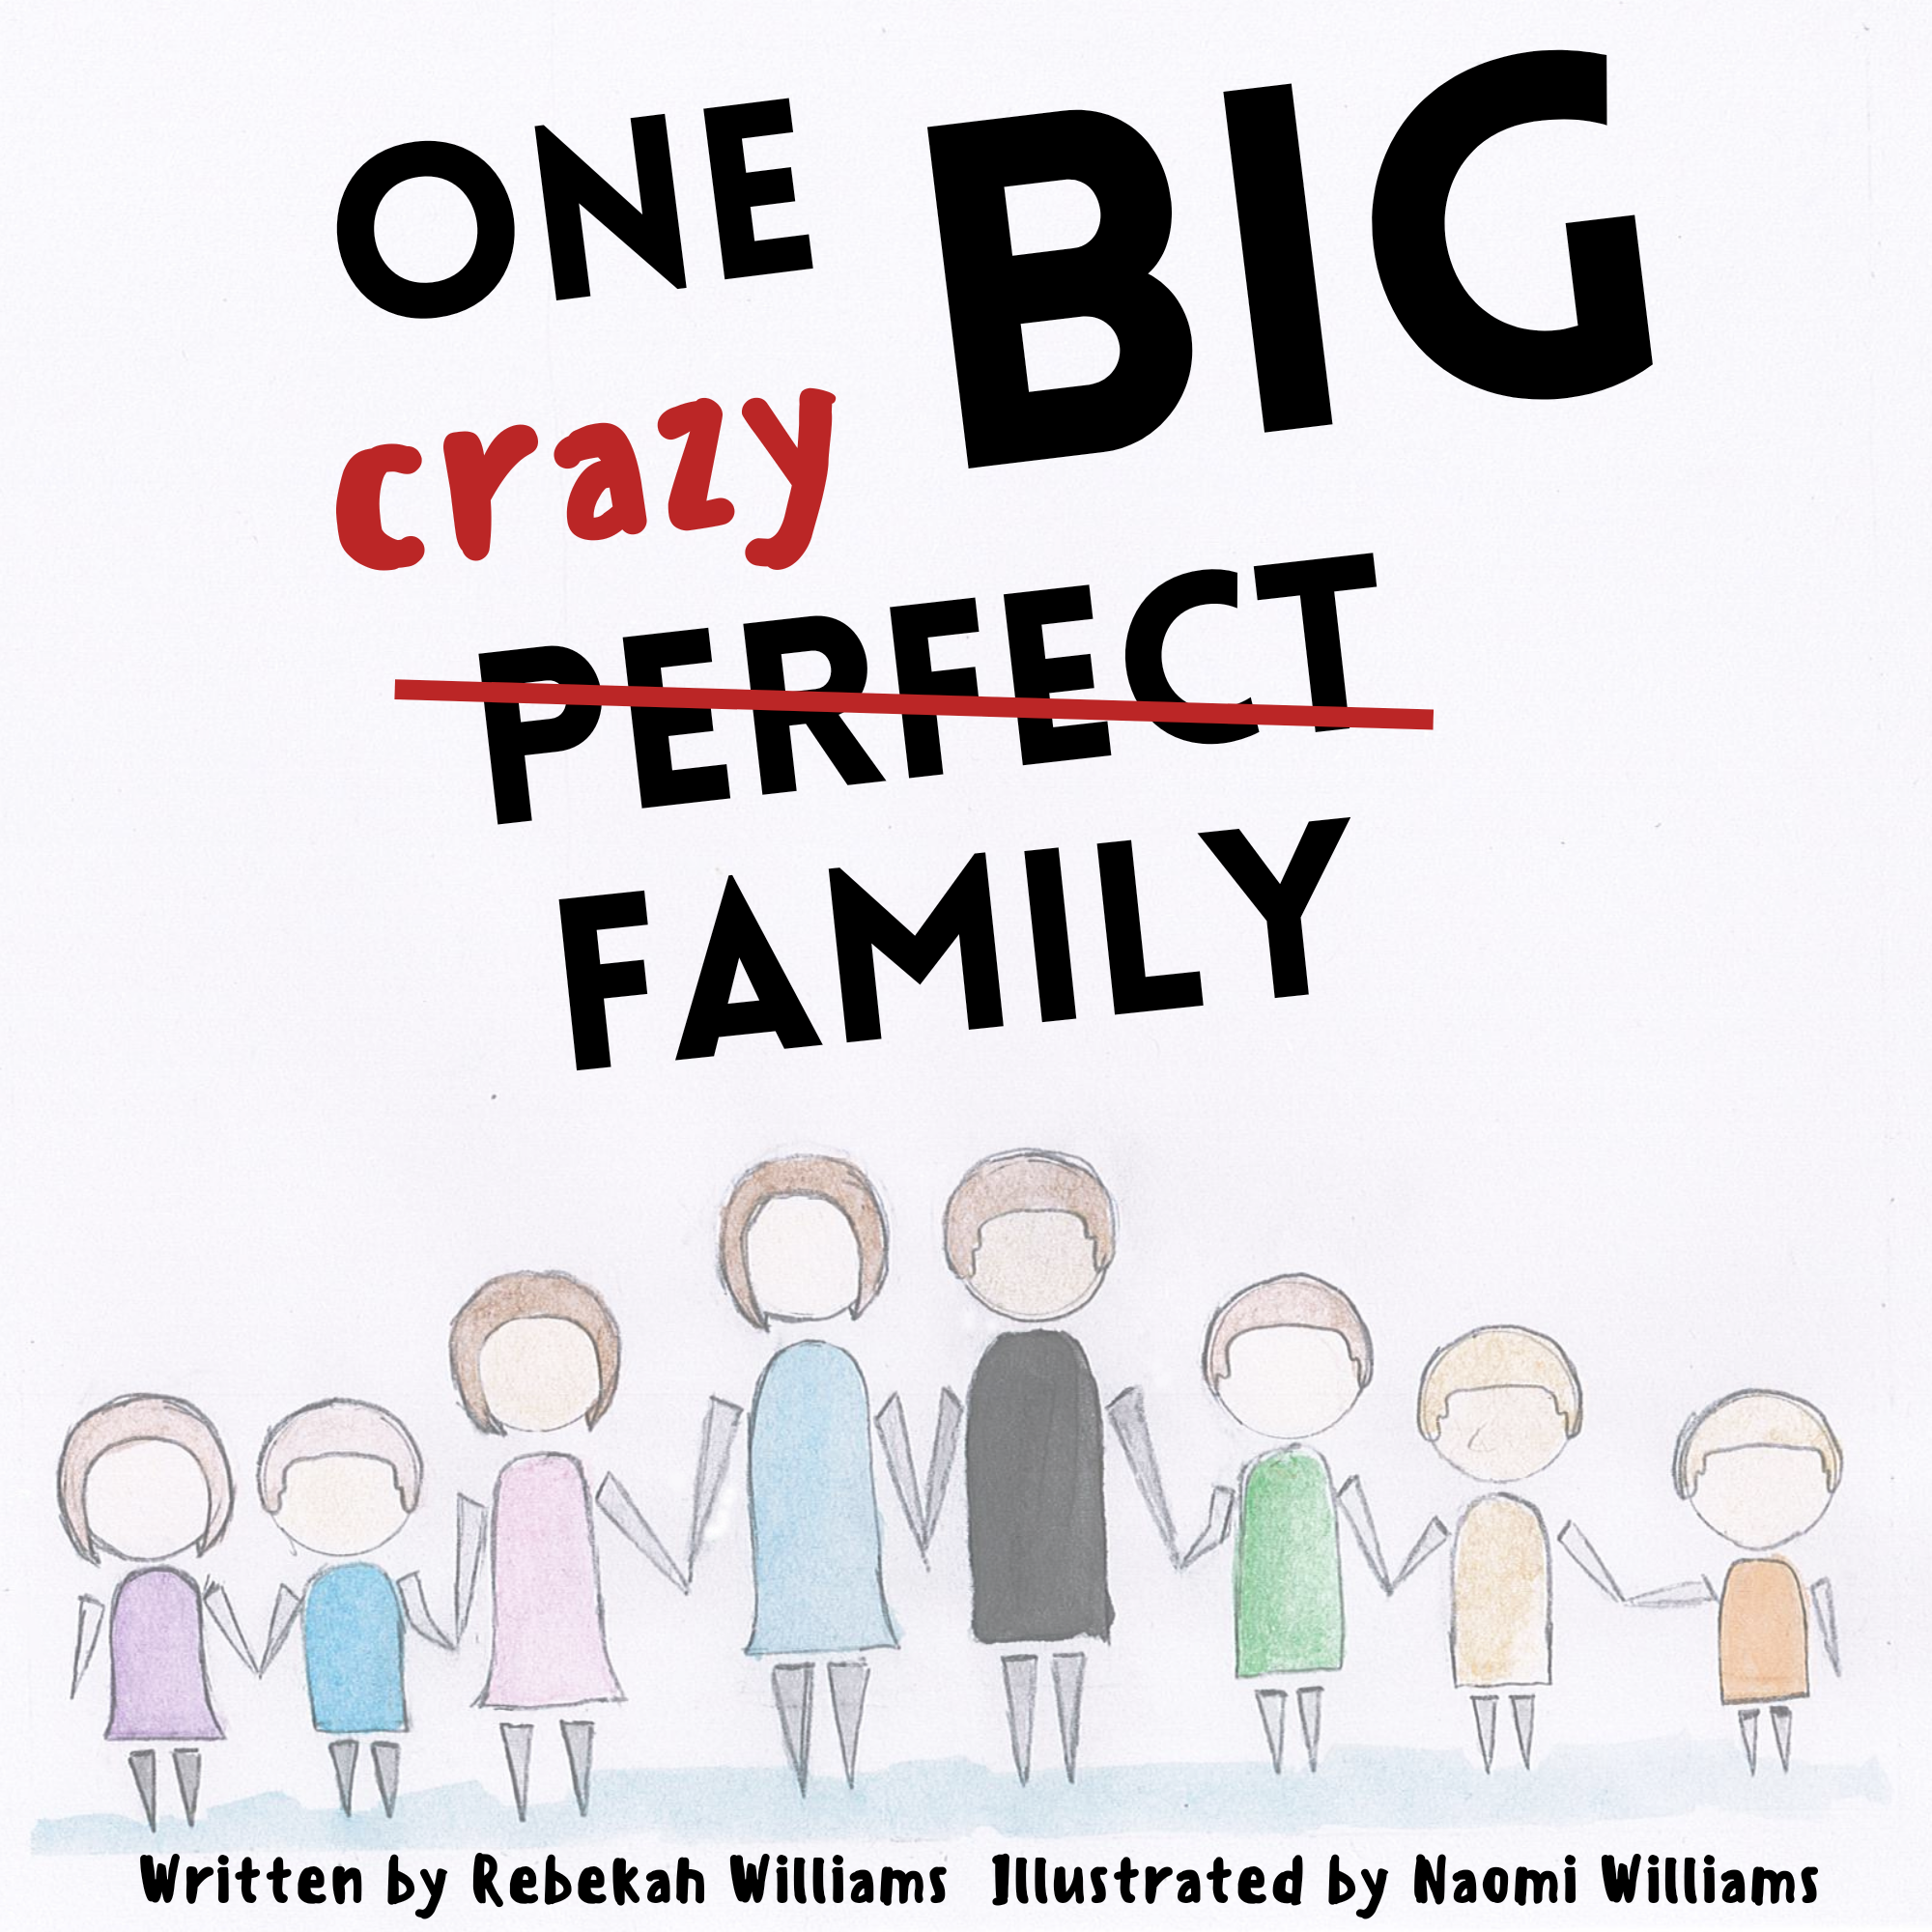 ONE BIG
crazy
PERFECT
FAMILY
Written by Rebekah Williams Illustrated by Naomi Williams